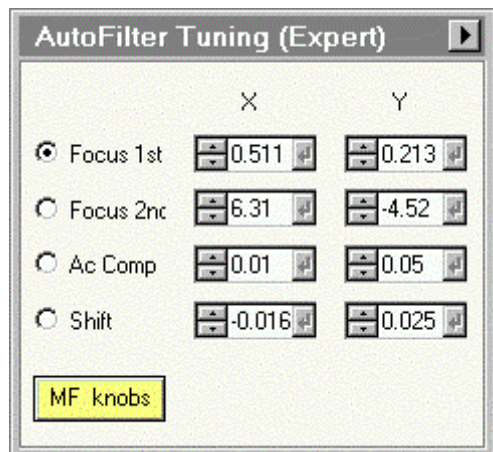 AutoFilter Tuning (Expert)
X Y
Focus 1st 0.511 0.213
Focus 2nc 6.31 -4.52
Ac Comp 0.01 0.05
Shift -0.016 0.025
MF knobs